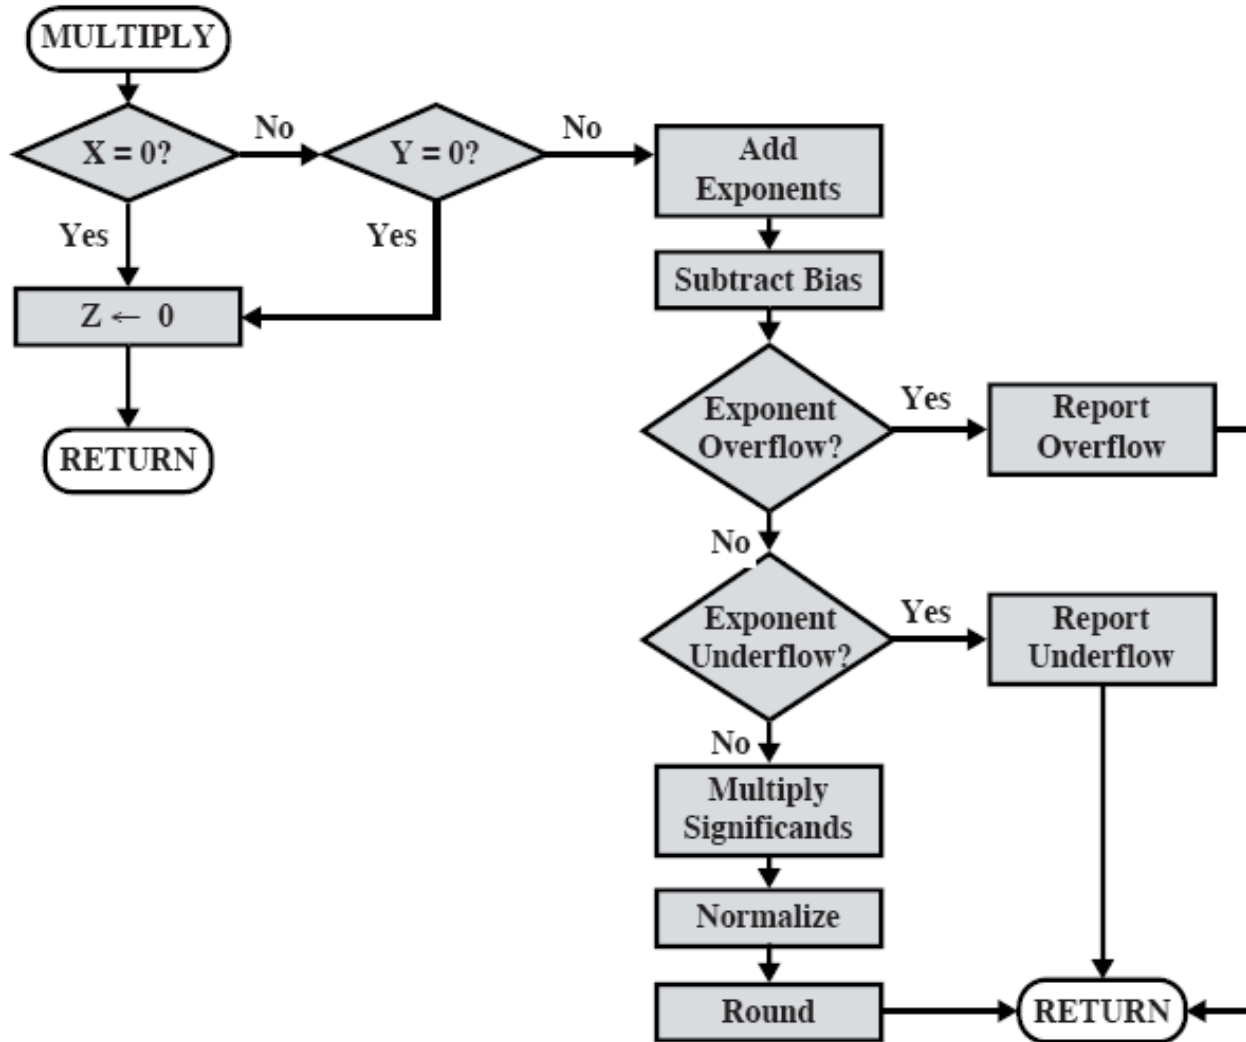 MULTIPLY
X = 0?
No
Y = 0?
No
Add
Exponents
Yes
Yes
Subtract Bias
Z ← 0
Exponent
Overflow?
Yes
Report
Overflow
RETURN
No
Exponent
Underflow?
Yes
Report
Underflow
No
Multiply
Significands
Normalize
Round
RETURN